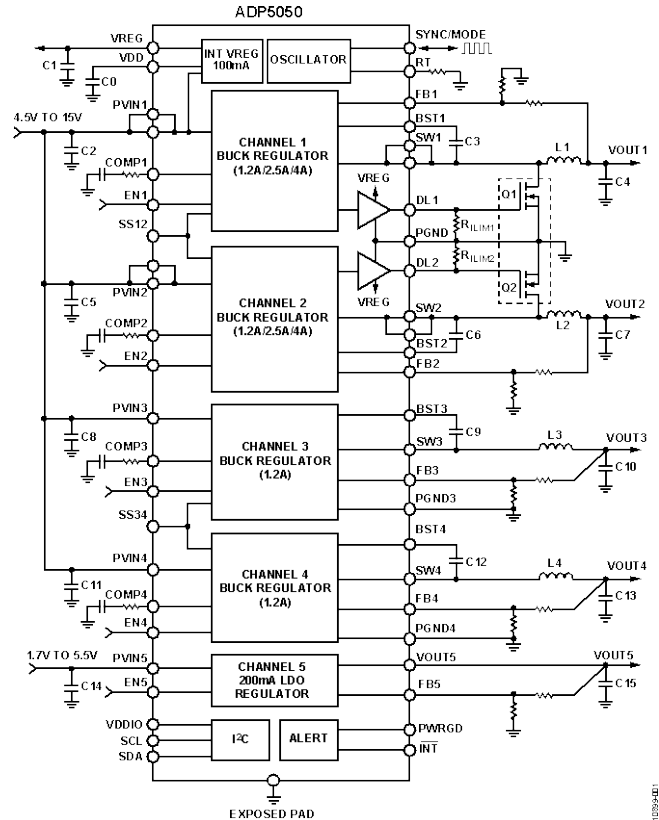 ADP5050
VREG
VDD
C1
C0
INT VREG
100mA
OSCILLATOR
SYNC/MODE
RT
4.5V TO 15V
PVIN1
C2
COMP1
EN1
SS12
CHANNEL 1
BUCK REGULATOR
(1.2A/2.5A/4A)
FB1
BST1
C3
SW1
L1
VOUT1
C4
VREG
DL1
Q1
RILIM1
PGND
RILIM2
DL2
Q2
VREG
C5
PVIN2
COMP2
EN2
CHANNEL 2
BUCK REGULATOR
(1.2A/2.5A/4A)
SW2
C6
BST2
FB2
L2
VOUT2
C7
PVIN3
C8
COMP3
EN3
SS34
CHANNEL 3
BUCK REGULATOR
(1.2A)
BST3
C9
SW3
L3
VOUT3
C10
FB3
PGND3
PVIN4
C11
COMP4
EN4
CHANNEL 4
BUCK REGULATOR
(1.2A)
BST4
C12
SW4
L4
VOUT4
C13
FB4
PGND4
1.7V TO 5.5V
PVIN5
C14
EN5
CHANNEL 5
200mA LDO
REGULATOR
VOUT5
FB5
VOUT5
C15
VDDIO
SCL
SDA
I2C
ALERT
PWRGD
INT
EXPOSED PAD
10899-001